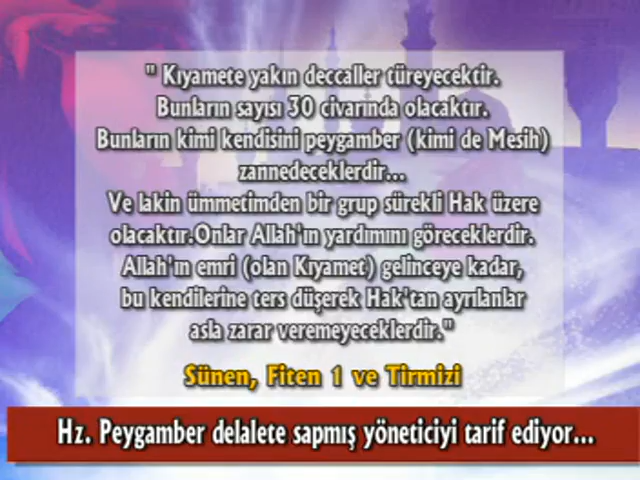 " Kıyamete yakın deccaller türeyecektir.
Bunların sayısı 30 civarında olacaktır.
Bunların kimi kendisini peygamber (kimi de Mesih)
zannedeceklerdir...
Ve lakin ümmetimden bir grup sürekli Hak üzere
olacaktır.Onlar Allah'ın yardımını göreceklerdir.
Allah'ın emri (olan Kıyamet) gelinceye kadar,
bu kendilerine ters düşerek Hak'tan ayrılanlar
asla zarar veremeyeceklerdir."
Sünen, Fiten 1 ve Tirmizi
Hz. Peygamber delalete sapmış yöneticiyi tarif ediyor...